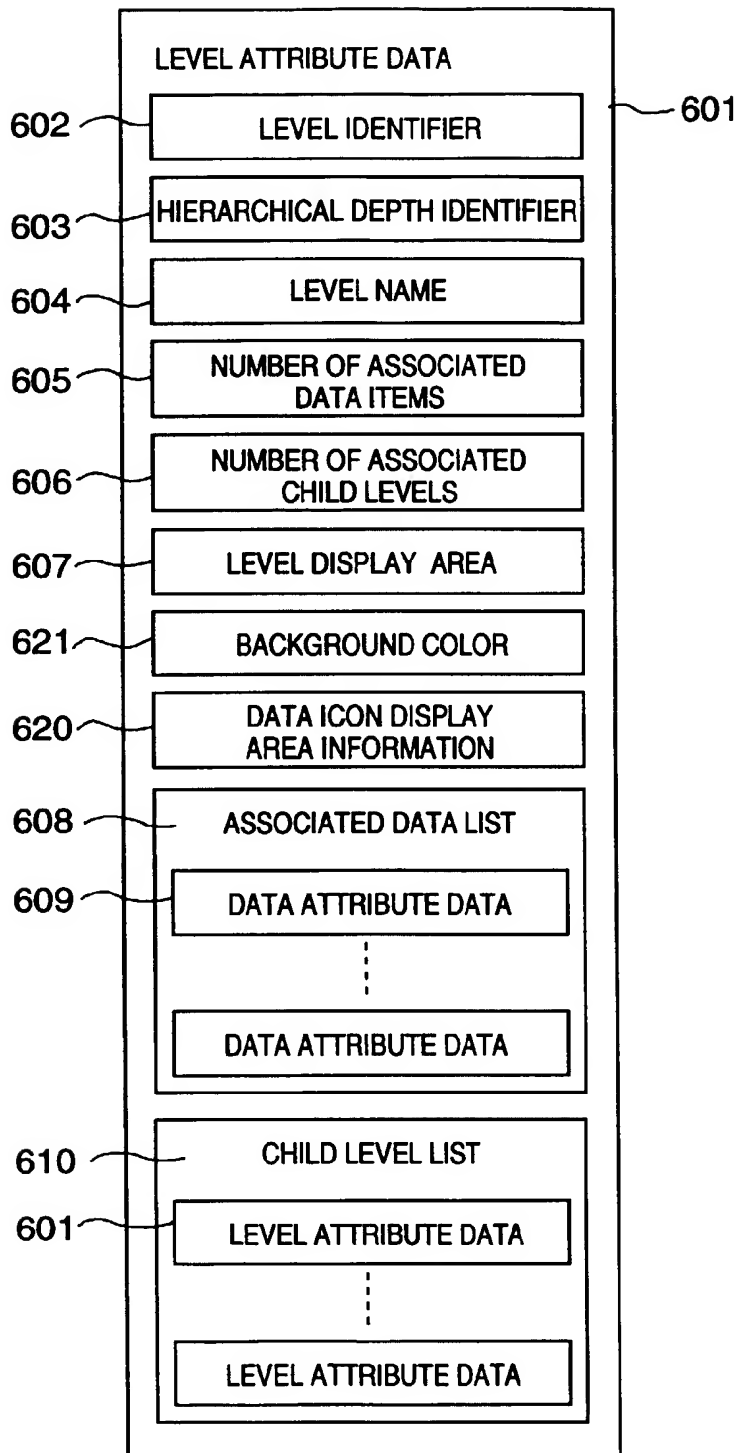 LEVEL ATTRIBUTE DATA
601
602
LEVEL IDENTIFIER
603
HIERARCHICAL DEPTH IDENTIFIER
604
LEVEL NAME
605
NUMBER OF ASSOCIATED
DATA ITEMS
606
NUMBER OF ASSOCIATED
CHILD LEVELS
607
LEVEL DISPLAY AREA
621
BACKGROUND COLOR
620
DATA ICON DISPLAY
AREA INFORMATION
608
ASSOCIATED DATA LIST
609
DATA ATTRIBUTE DATA
DATA ATTRIBUTE DATA
610
CHILD LEVEL LIST
601
LEVEL ATTRIBUTE DATA
LEVEL ATTRIBUTE DATA